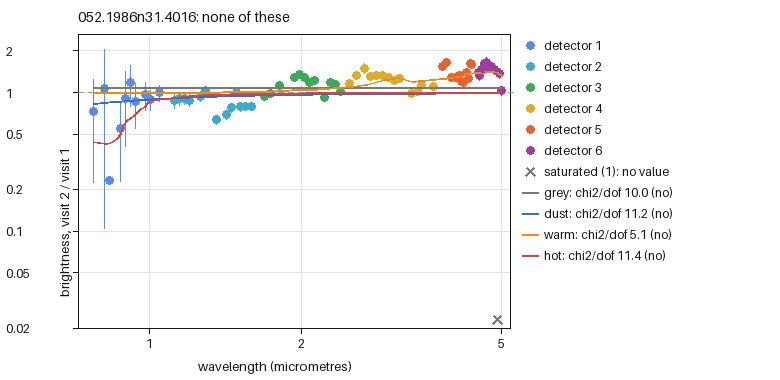 052.1986n31.4016: none of these
2
1
0.5
0.2
0.1
0.05
0.02
brightness, visit 2 / visit 1
1
2
5
wavelength (micrometres)
detector 1
detector 2
detector 3
detector 4
detector 5
detector 6
saturated (1): no value
grey: chi2/dof 10.0 (no)
dust: chi2/dof 11.2 (no)
warm: chi2/dof 5.1 (no)
hot: chi2/dof 11.4 (no)